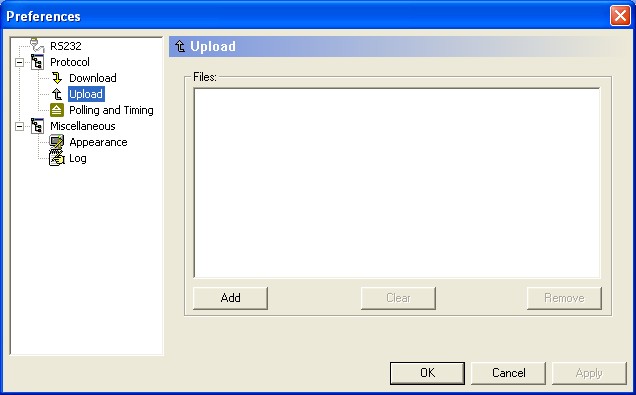 Preferences
RS232
Protocol
Download
Upload
Polling and Timing
Miscellaneous
Appearance
Log
Upload
Files:
Add
Clear
Remove
OK
Cancel
Apply